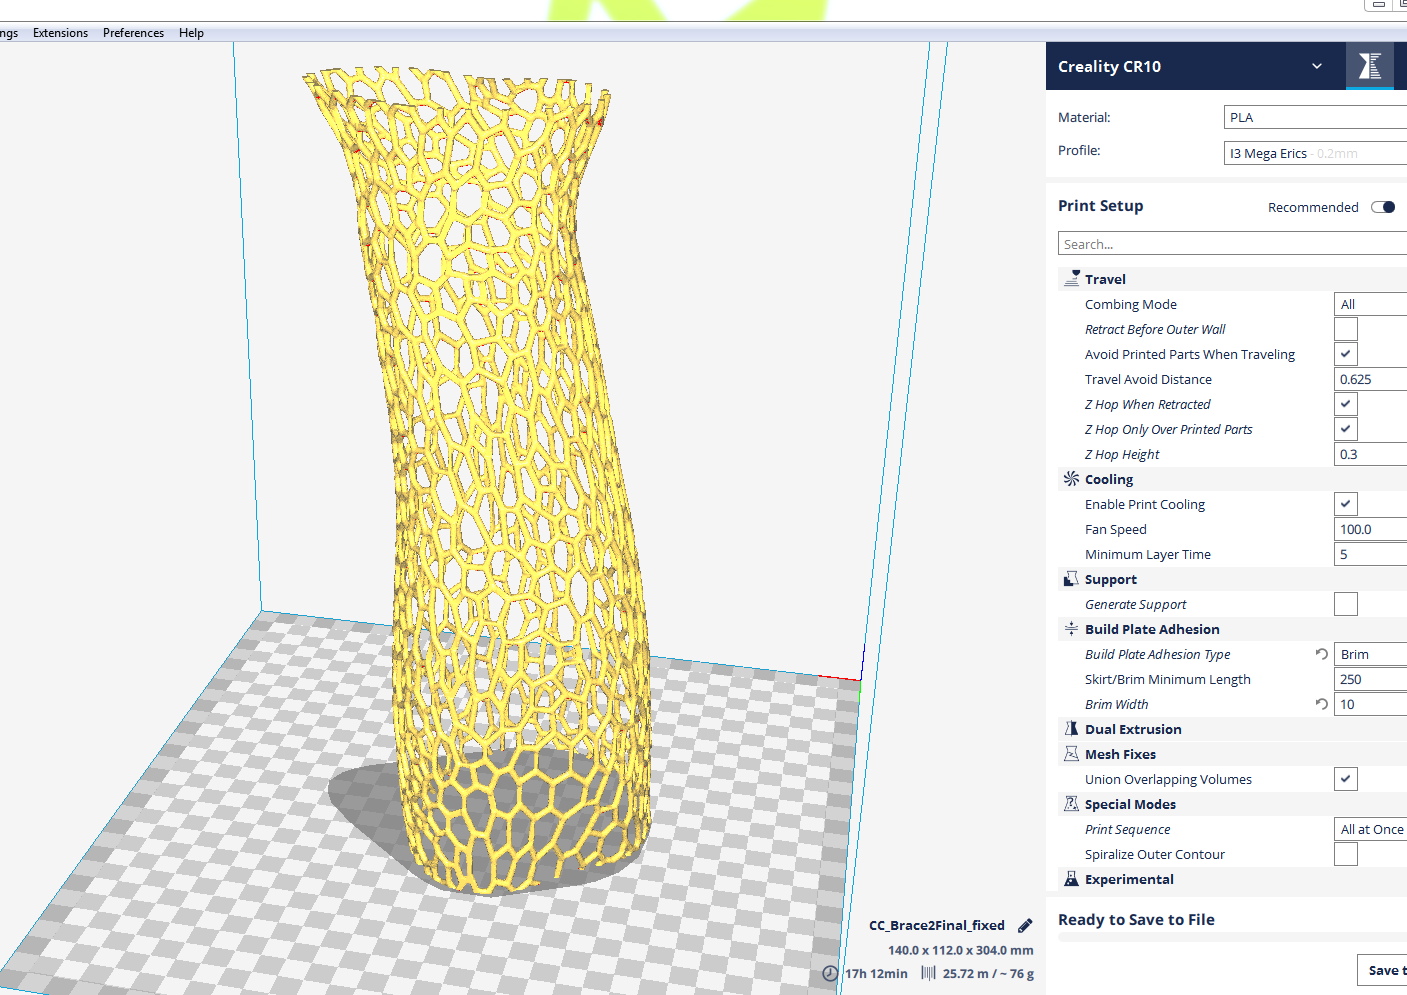 ngs Extensions Preferences Help
Creality CR10
Material: PLA
Profile: I3 Mega Erics - 0.2mm
Print Setup Recommended
Search...
Travel
Combing Mode All
Retract Before Outer Wall
Avoid Printed Parts When Traveling
Travel Avoid Distance 0.625
Z Hop When Retracted
Z Hop Only Over Printed Parts
Z Hop Height 0.3
Cooling
Enable Print Cooling
Fan Speed 100.0
Minimum Layer Time 5
Support
Generate Support
Build Plate Adhesion
Build Plate Adhesion Type Brim
Skirt/Brim Minimum Length 250
Brim Width 10
Dual Extrusion
Mesh Fixes
Union Overlapping Volumes
Special Modes
Print Sequence All at Once
Spiralize Outer Contour
Experimental
CC_Brace2Final_fixed
140.0 x 112.0 x 304.0 mm
17h 12min 25.72 m / ~ 76 g
Ready to Save to File
Save t